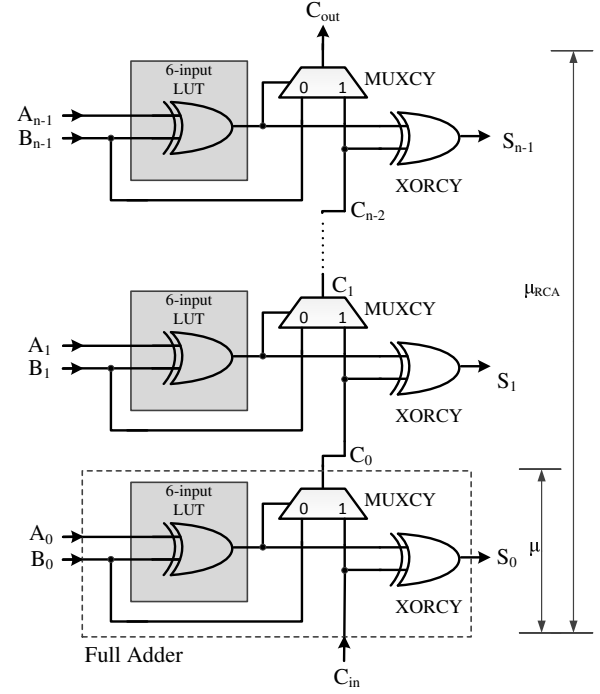 C_out
6-input
LUT
0 1
MUXCY
A_n-1
B_n-1
S_n-1
XORCY
C_n-2
μ_RCA
C_1
6-input
LUT
0 1
MUXCY
A_1
B_1
S_1
XORCY
C_0
6-input
LUT
0 1
MUXCY
A_0
B_0
S_0
μ
XORCY
Full Adder
C_in